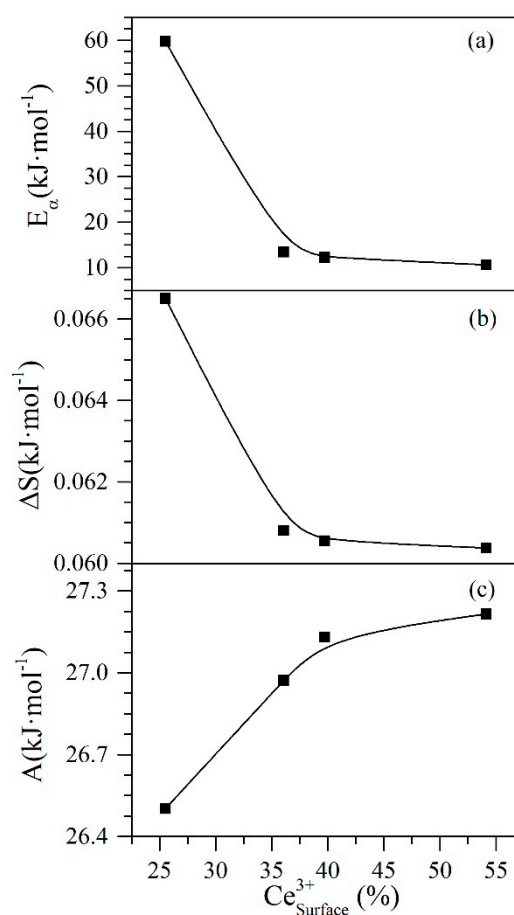 (a)
60
50
40
30
20
10
Eα(kJ·mol⁻¹)
(b)
0.066
0.064
0.062
0.060
ΔS(kJ·mol⁻¹)
(c)
27.3
27.0
26.7
26.4
A(kJ·mol⁻¹)
25 30 35 40 45 50 55
Ce³⁺Surface (%)